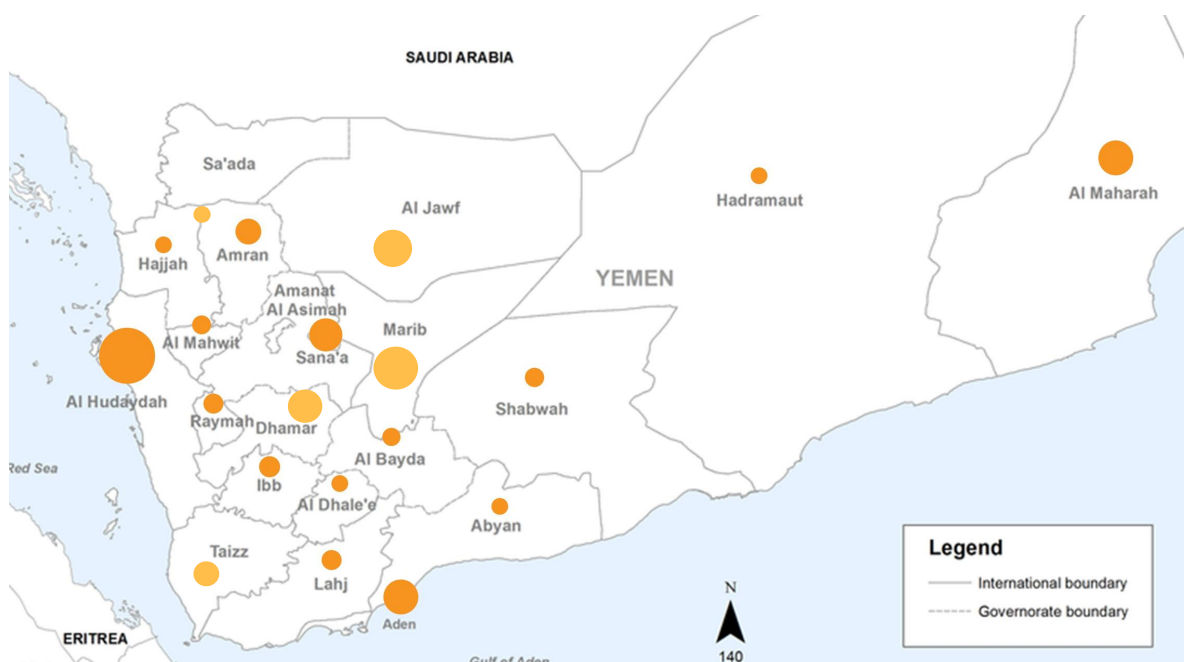 SAUDI ARABIA
Sa'ada
Al Jawf
Hadramaut
Al Maharah
Hajjah
Amran
YEMEN
Amanat
Al Asimah
Marib
Al Mahwit
Sana'a
Al Hudaydah
Shabwah
Raymah
Dhamar
Al Bayda
Red Sea
Ibb
Al Dhale'e
Abyan
Taizz
Lahj
Aden
ERITREA
Gulf of Aden
N
140
Legend
International boundary
Governorate boundary